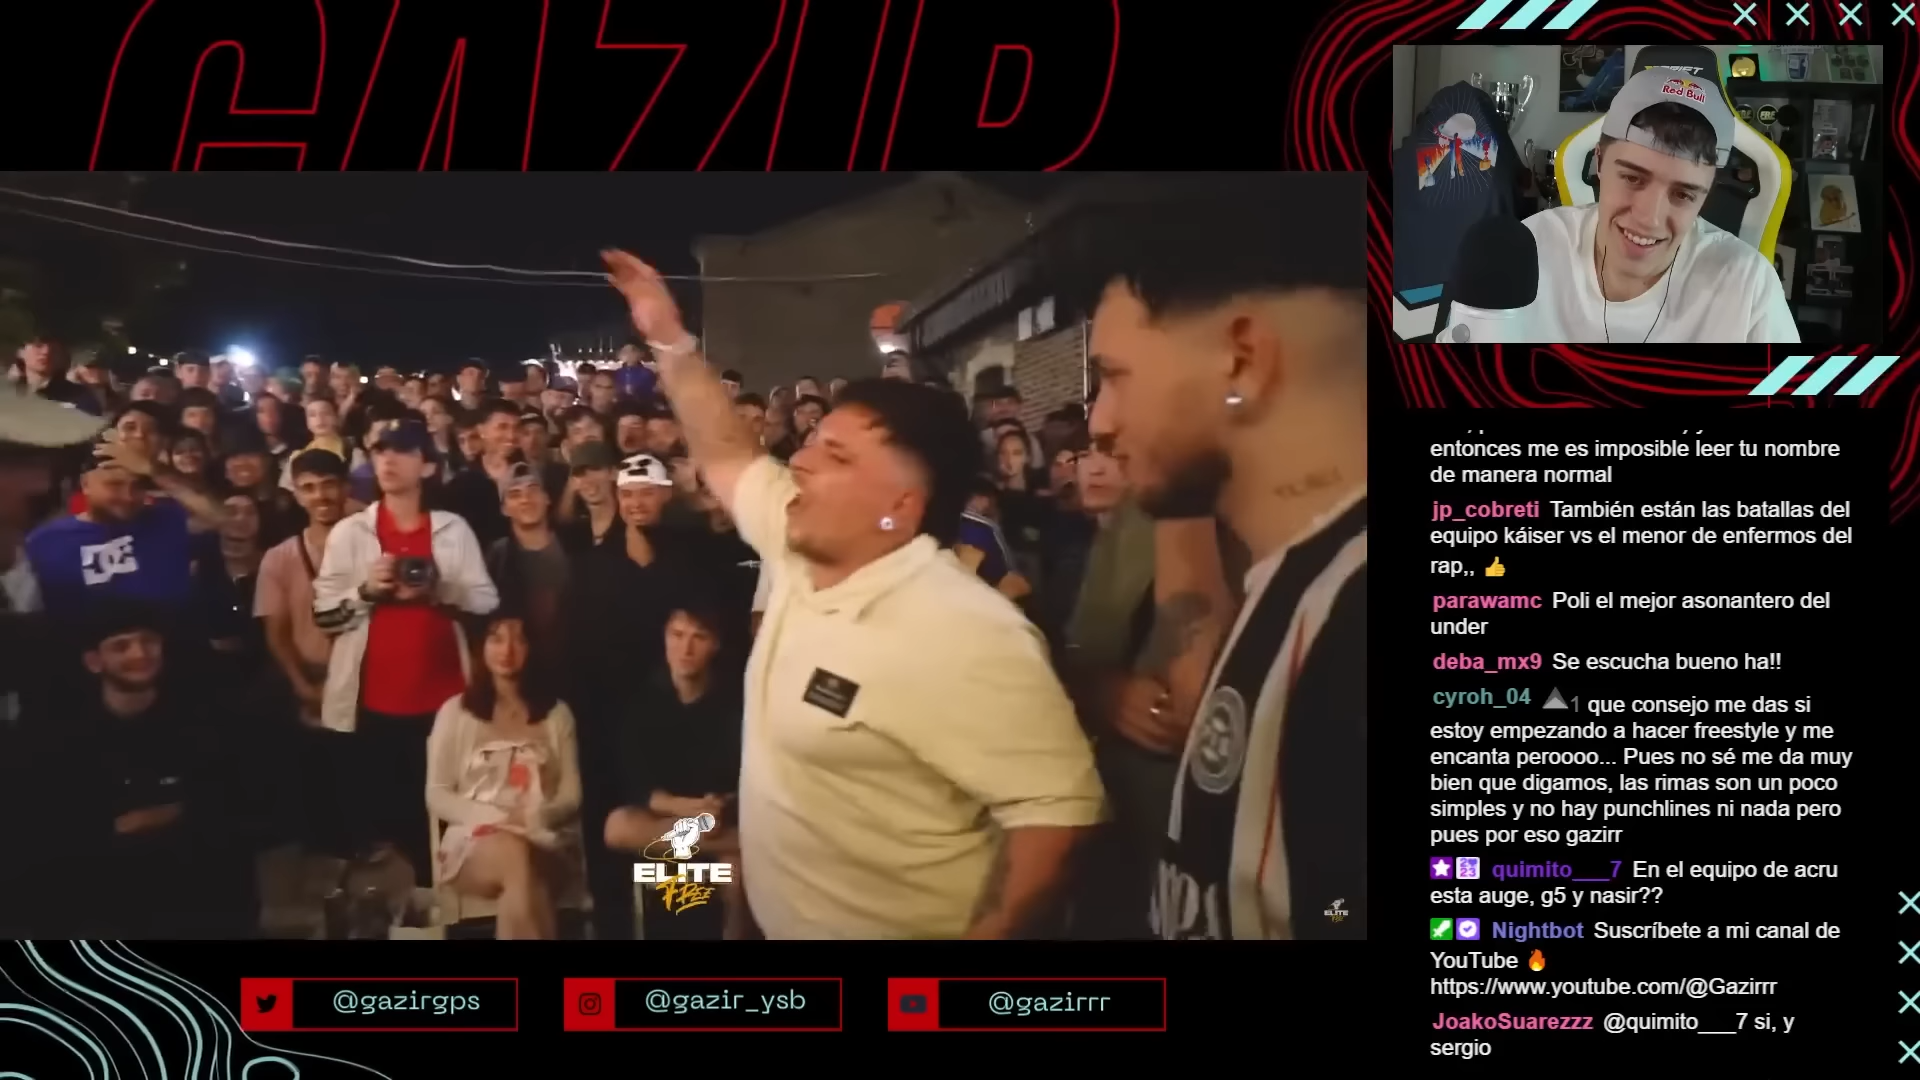 GAZIR
Red Bull
entonces me es imposible leer tu nombre
de manera normal
jp_cobreti También están las batallas del
equipo káiser vs el menor de enfermos del
rap,, 👍
parawamc Poli el mejor asonantero del
under
deba_mx9 Se escucha bueno ha!!
cyroh_04 1 que consejo me das si
estoy empezando a hacer freestyle y me
encanta peroooo... Pues no sé me da muy
bien que digamos, las rimas son un poco
simples y no hay punchlines ni nada pero
pues por eso gazirr
quimito___7 En el equipo de acru
esta auge, g5 y nasir??
Nightbot Suscríbete a mi canal de
YouTube 🔥
https://www.youtube.com/@Gazirrr
JoakoSuarezzz @quimito___7 si, y
sergio
DC
ELITE
FREE
ELITE
FREE
@gazirgps
@gazir_ysb
@gazirrr